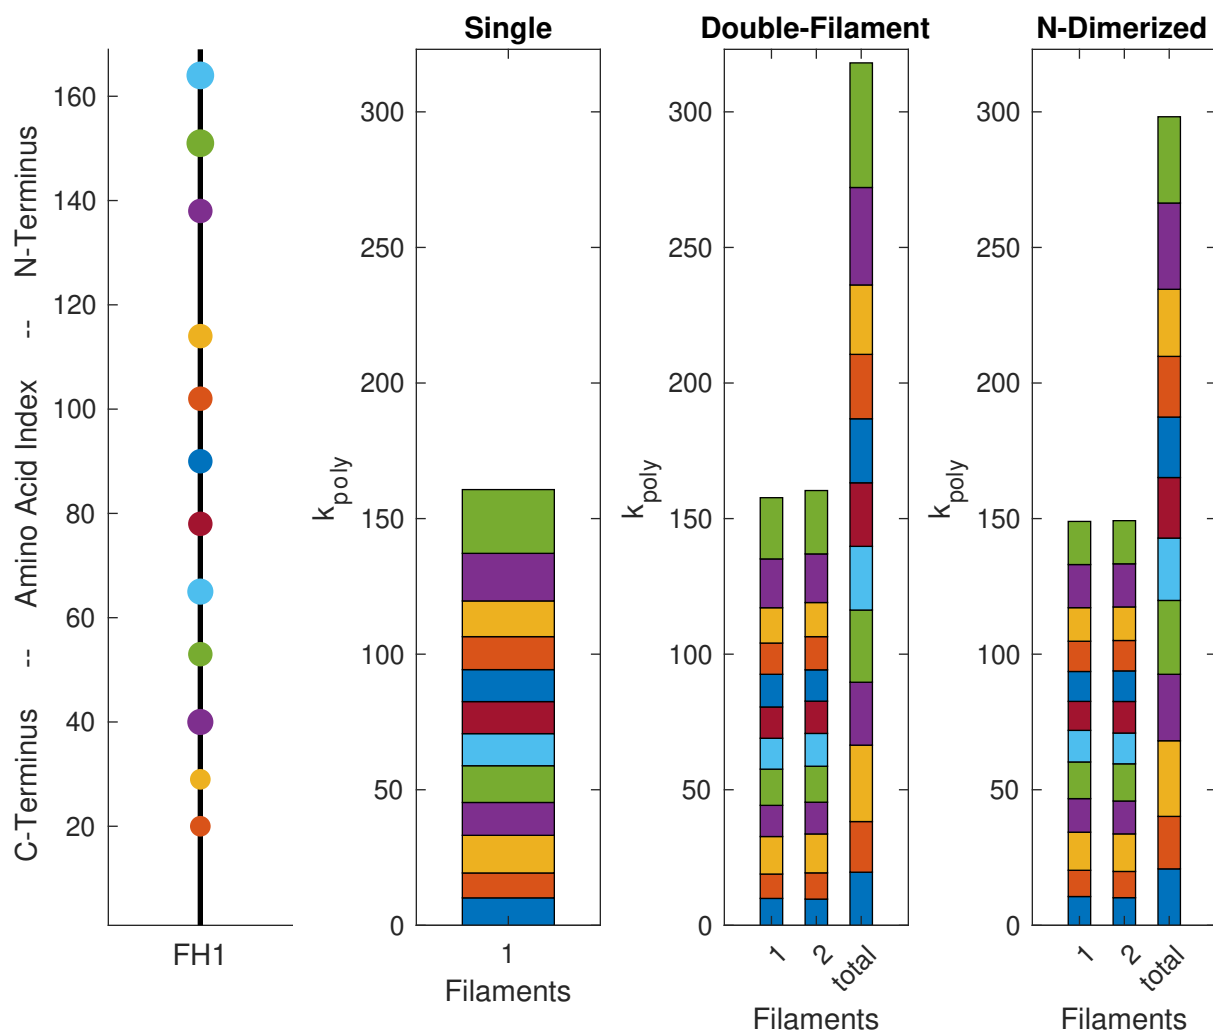 Single
Double-Filament
N-Dimerized
C-Terminus -- Amino Acid Index -- N-Terminus
160
140
120
100
80
60
40
20
FH1
k_poly
300
250
200
150
100
50
0
1
Filaments
k_poly
300
250
200
150
100
50
0
1
2
total
Filaments
k_poly
300
250
200
150
100
50
0
1
2
total
Filaments